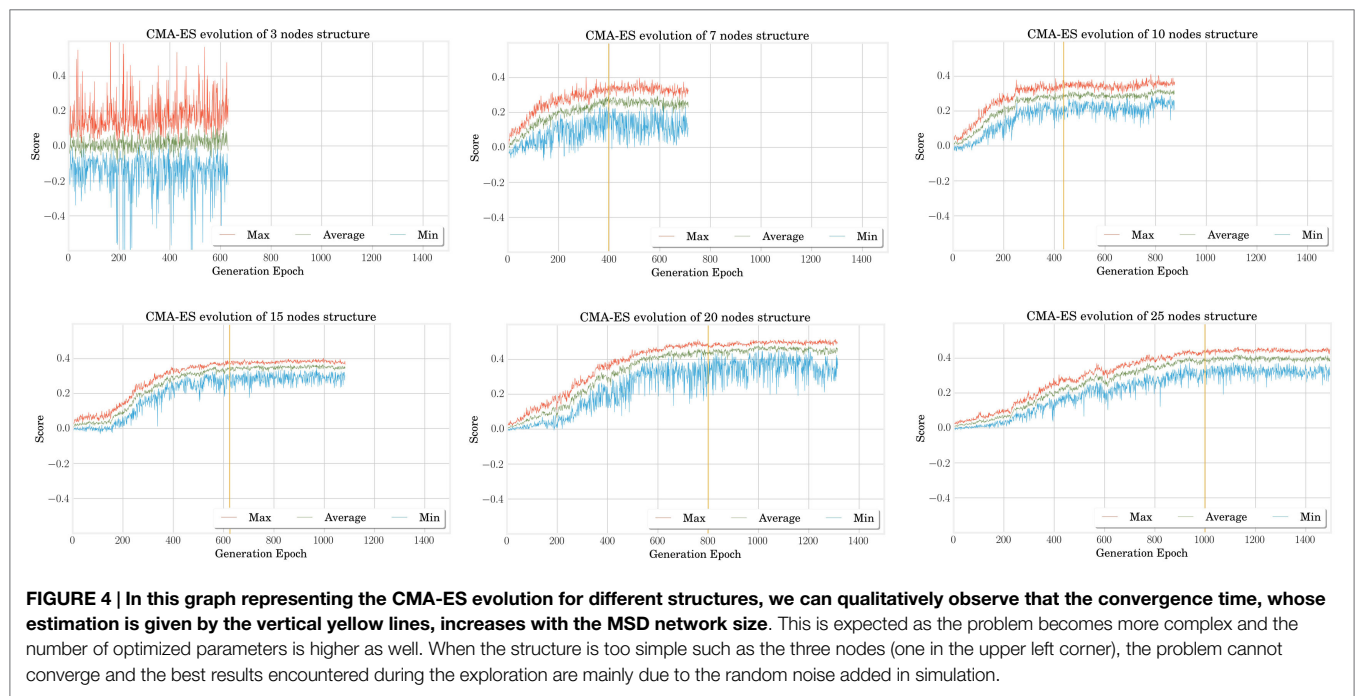 CMA-ES evolution of 3 nodes structure
0.4
0.2
0.0
−0.2
−0.4
Score
Max Average Min
0 200 400 600 800 1000 1200 1400
Generation Epoch
CMA-ES evolution of 7 nodes structure
0.4
0.2
0.0
−0.2
−0.4
Score
Max Average Min
0 200 400 600 800 1000 1200 1400
Generation Epoch
CMA-ES evolution of 10 nodes structure
0.4
0.2
0.0
−0.2
−0.4
Score
Max Average Min
0 200 400 600 800 1000 1200 1400
Generation Epoch
CMA-ES evolution of 15 nodes structure
0.4
0.2
0.0
−0.2
−0.4
Score
Max Average Min
0 200 400 600 800 1000 1200 1400
Generation Epoch
CMA-ES evolution of 20 nodes structure
0.4
0.2
0.0
−0.2
−0.4
Score
Max Average Min
0 200 400 600 800 1000 1200 1400
Generation Epoch
CMA-ES evolution of 25 nodes structure
0.4
0.2
0.0
−0.2
−0.4
Score
Max Average Min
0 200 400 600 800 1000 1200 1400
Generation Epoch
FIGURE 4 | In this graph representing the CMA-ES evolution for different structures, we can qualitatively observe that the convergence time, whose
estimation is given by the vertical yellow lines, increases with the MSD network size. This is expected as the problem becomes more complex and the
number of optimized parameters is higher as well. When the structure is too simple such as the three nodes (one in the upper left corner), the problem cannot
converge and the best results encountered during the exploration are mainly due to the random noise added in simulation.